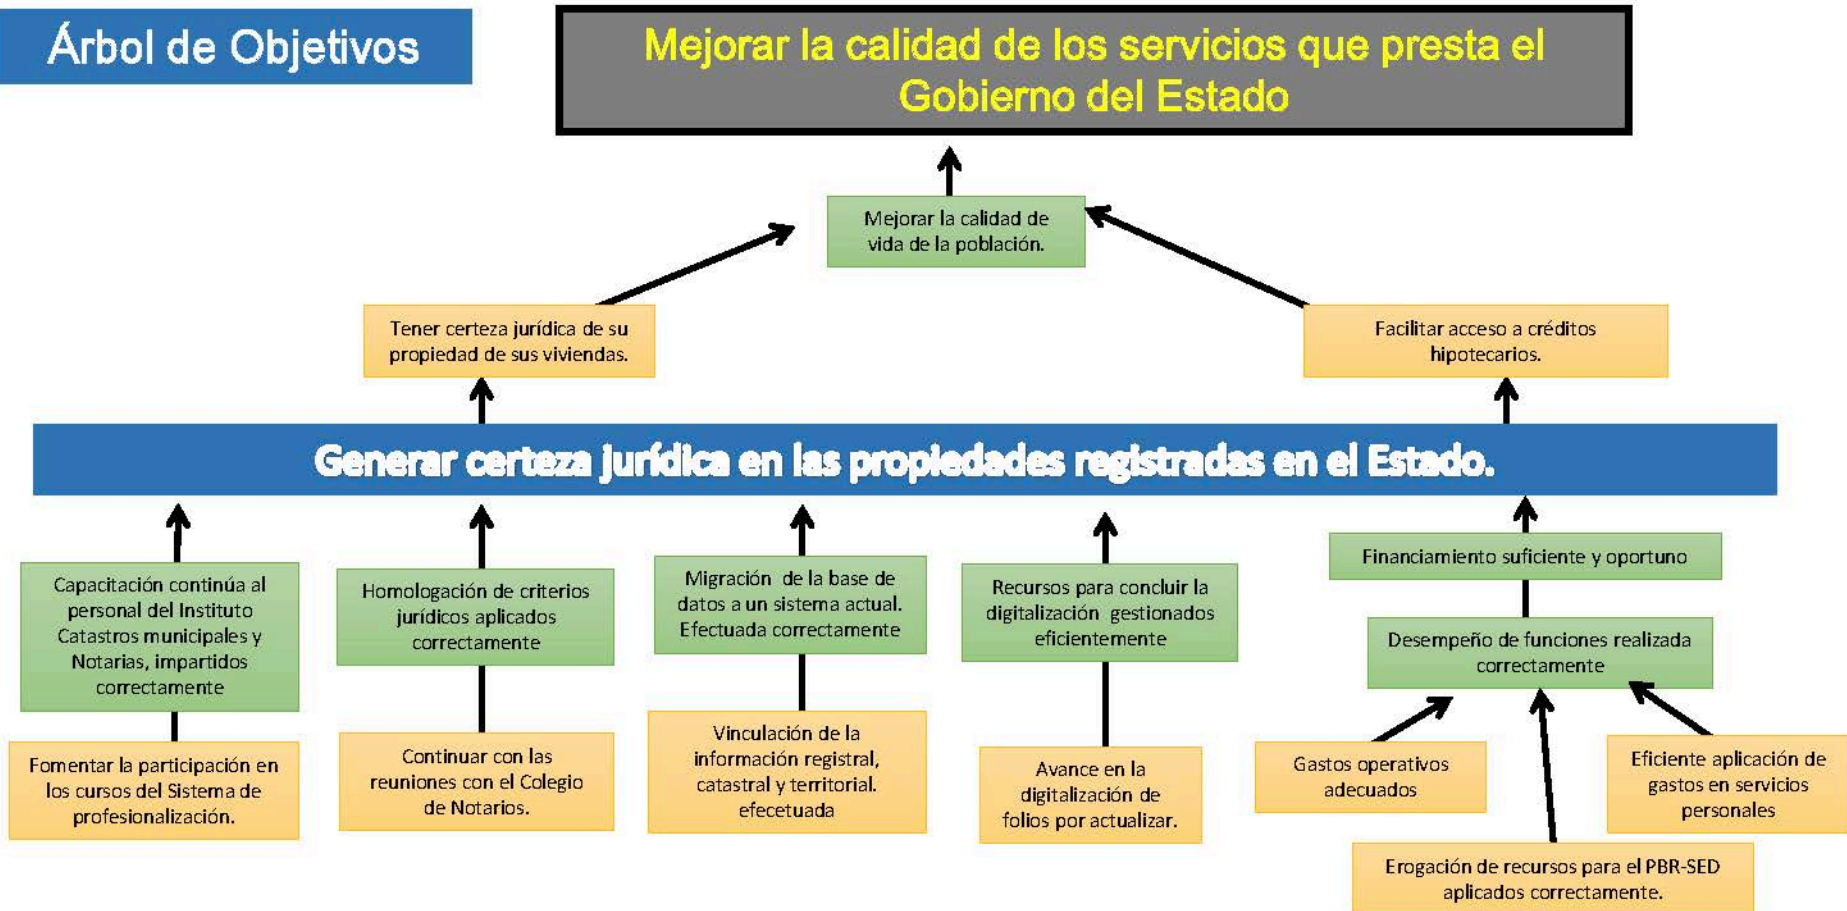 Árbol de Objetivos
Mejorar la calidad de los servicios que presta el
Gobierno del Estado
Mejorar la calidad de
vida de la población.
Tener certeza jurídica de su
propiedad de sus viviendas.
Facilitar acceso a créditos
hipotecarios.
Generar certeza jurídica en las propiedades registradas en el Estado.
Capacitación continúa al
personal del Instituto
Catastros municipales y
Notarias, impartidos
correctamente
Homologación de criterios
jurídicos aplicados
correctamente
Migración de la base de
datos a un sistema actual.
Efectuada correctamente
Recursos para concluir la
digitalización gestionados
eficientemente
Financiamiento suficiente y oportuno
Desempeño de funciones realizada
correctamente
Fomentar la participación en
los cursos del Sistema de
profesionalización.
Continuar con las
reuniones con el Colegio
de Notarios.
Vinculación de la
información registral,
catastral y territorial.
efecetuada
Avance en la
digitalización de
folios por actualizar.
Gastos operativos
adecuados
Eficiente aplicación de
gastos en servicios
personales
Erogación de recursos para el PBR-SED
aplicados correctamente.